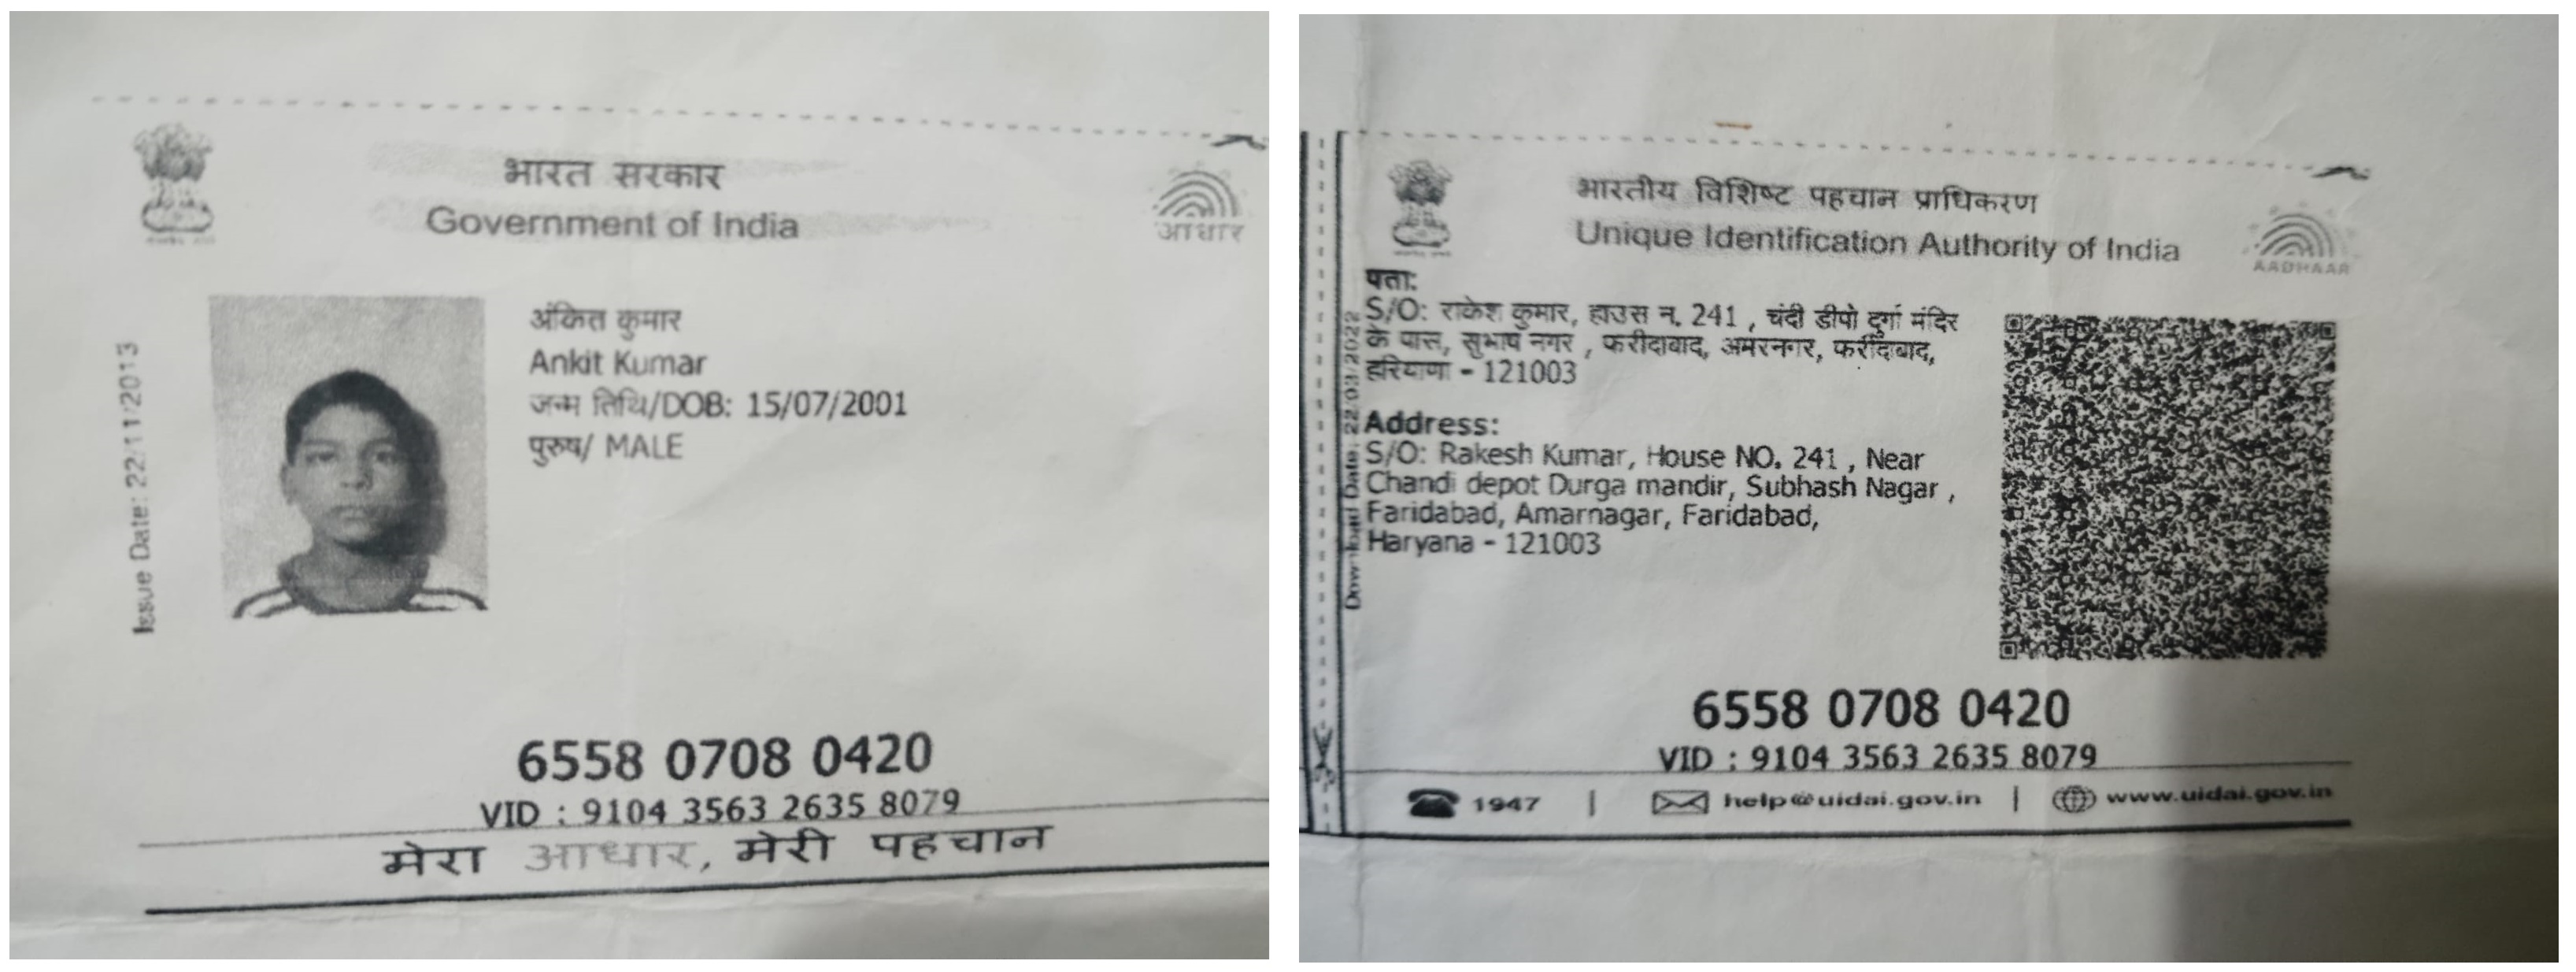 भारत सरकार
Government of India
आधार
Issue Date: 22/11/2013
अंकित कुमार
Ankit Kumar
जन्म तिथि/DOB: 15/07/2001
पुरुष/ MALE
6558 0708 0420
VID : 9104 3563 2635 8079
मेरा आधार, मेरी पहचान
भारतीय विशिष्ट पहचान प्राधिकरण
Unique Identification Authority of India
AADHAAR
Download Date: 22/03/2022
पता:
S/O: राकेश कुमार, हाउस न. 241 , चंदी डीपो दुर्गा मंदिर
के पास, सुभाष नगर , फरीदाबाद, अमरनगर, फरीदाबाद,
हरियाणा - 121003
Address:
S/O: Rakesh Kumar, House NO. 241 , Near
Chandi depot Durga mandir, Subhash Nagar ,
Faridabad, Amarnagar, Faridabad,
Haryana - 121003
6558 0708 0420
VID : 9104 3563 2635 8079
1947 | help@uidai.gov.in | www.uidai.gov.in